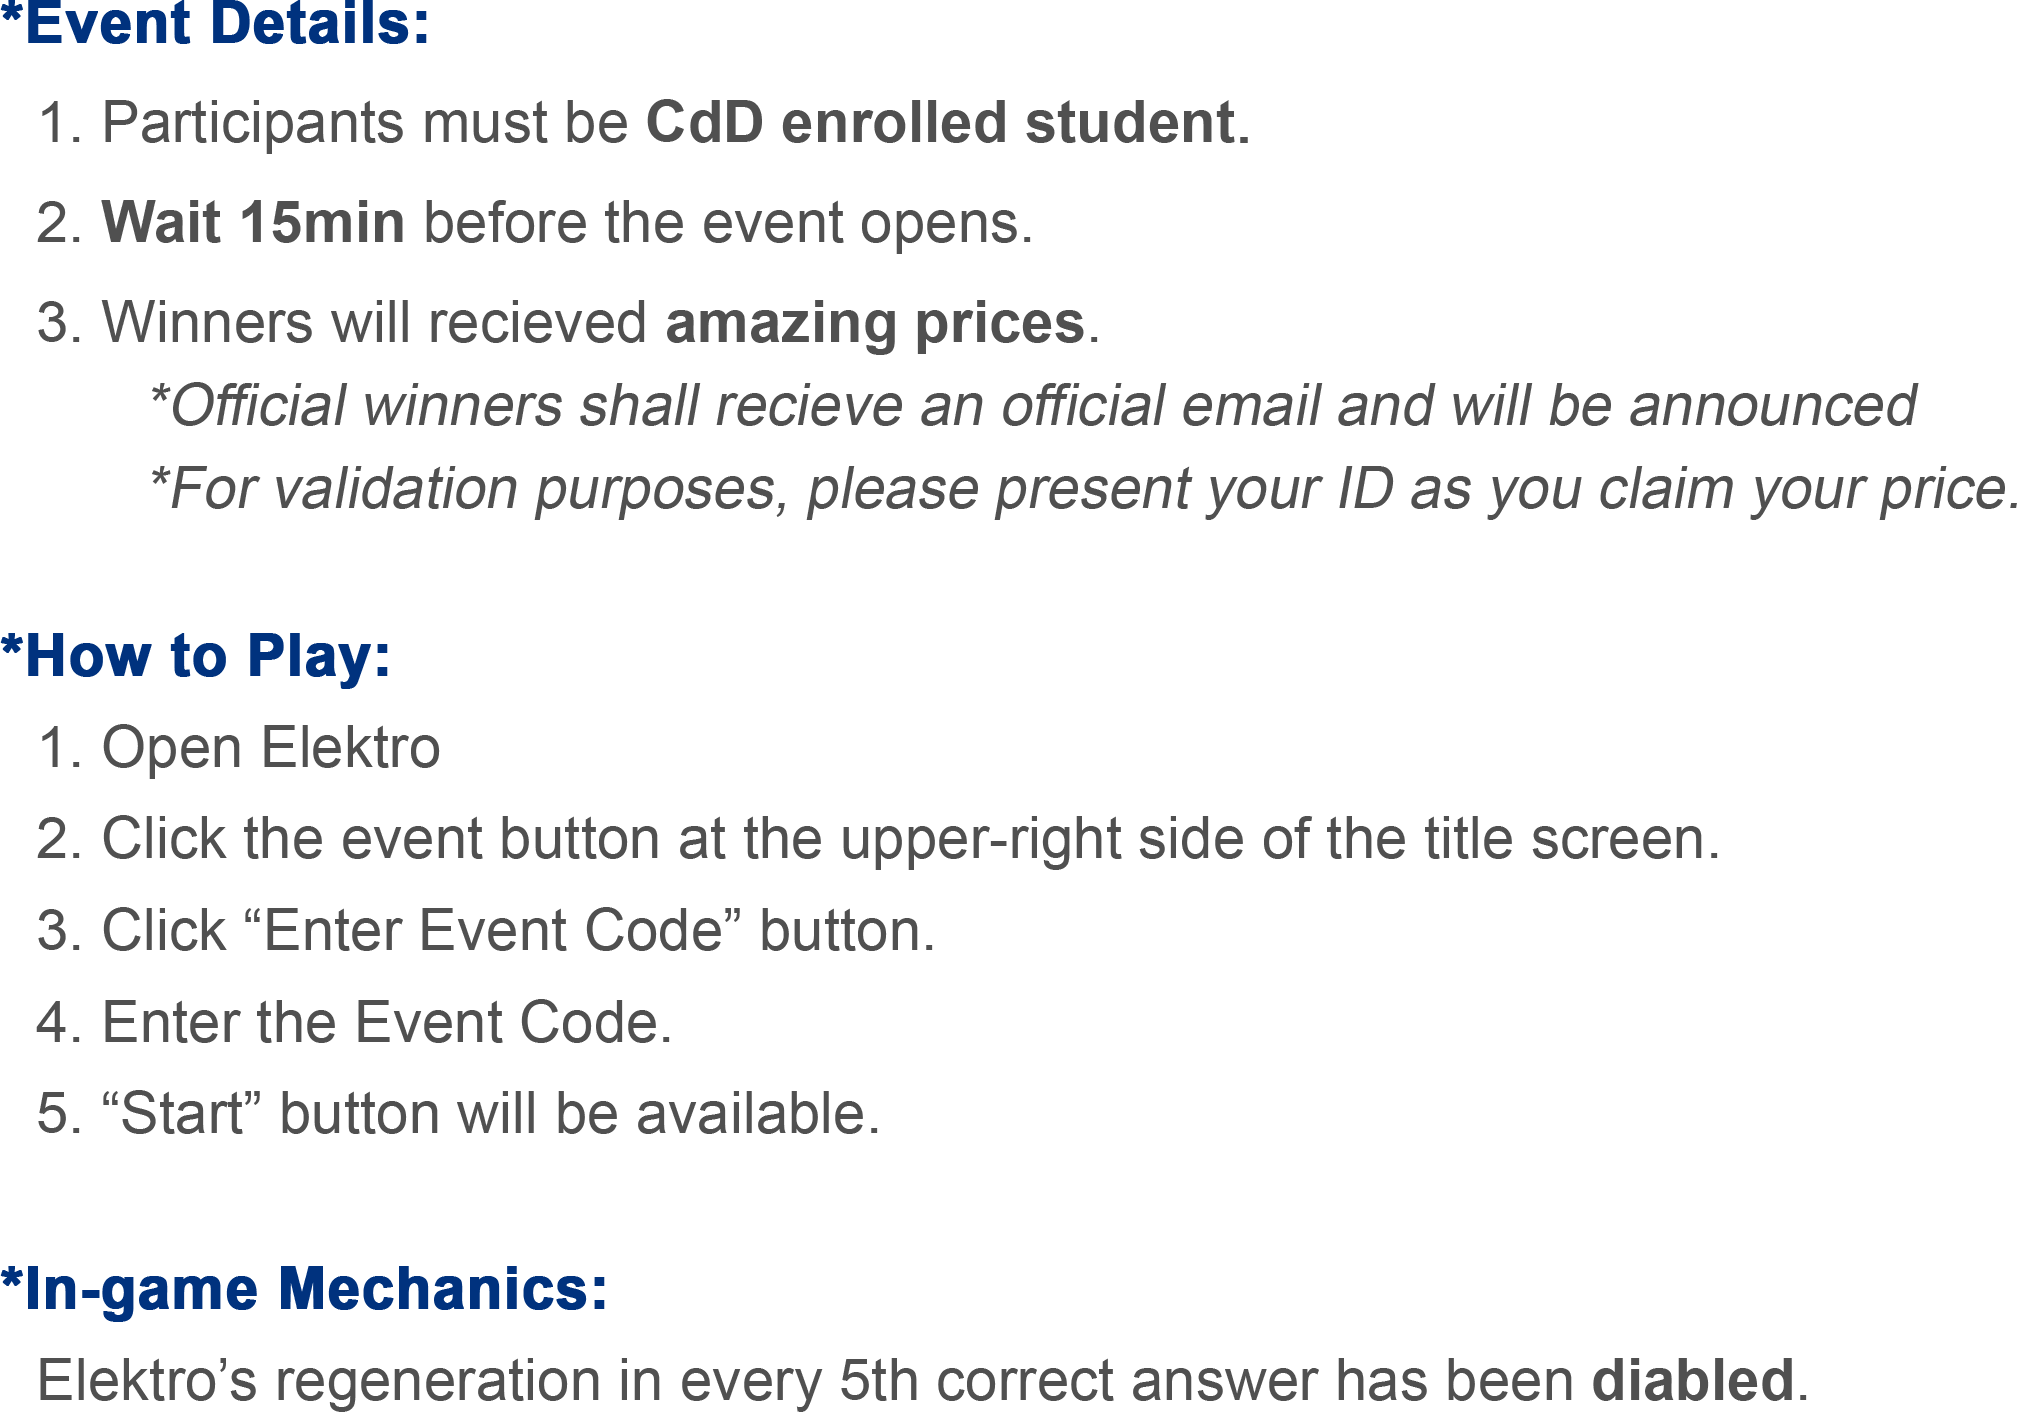 *Event Details:
1. Participants must be CdD enrolled student.
2. Wait 15min before the event opens.
3. Winners will recieved amazing prices.
*Official winners shall recieve an official email and will be announced
*For validation purposes, please present your ID as you claim your price.
*How to Play:
1. Open Elektro
2. Click the event button at the upper-right side of the title screen.
3. Click “Enter Event Code” button.
4. Enter the Event Code.
5. “Start” button will be available.
*In-game Mechanics:
Elektro’s regeneration in every 5th correct answer has been diabled.